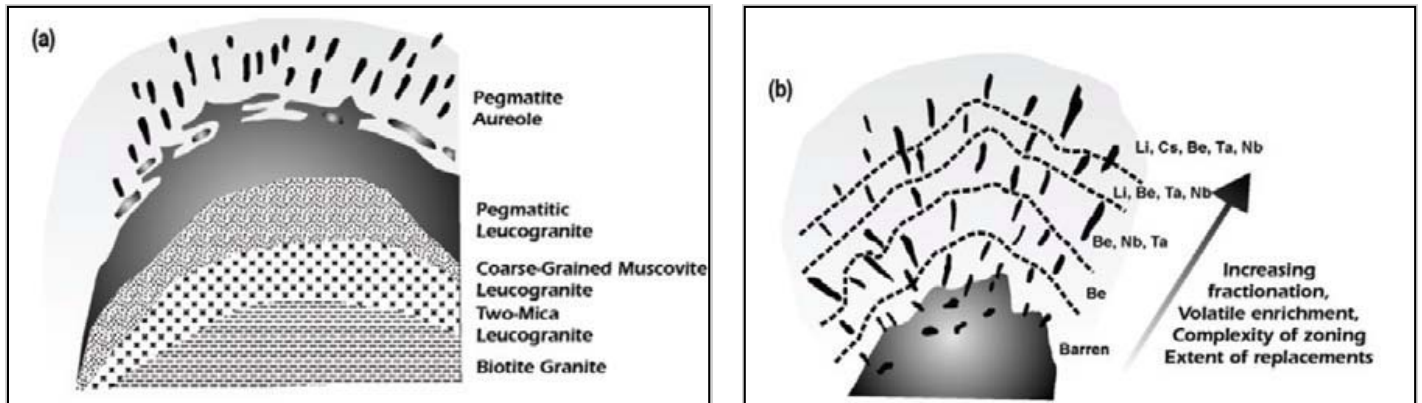 (a)
Pegmatite
Aureole
Pegmatitic
Leucogranite
Coarse-Grained Muscovite
Leucogranite
Two-Mica
Leucogranite
Biotite Granite
(b)
Li, Cs, Be, Ta, Nb
Li, Be, Ta, Nb
Be, Nb, Ta
Be
Barren
Increasing
fractionation,
Volatile enrichment,
Complexity of zoning
Extent of replacements